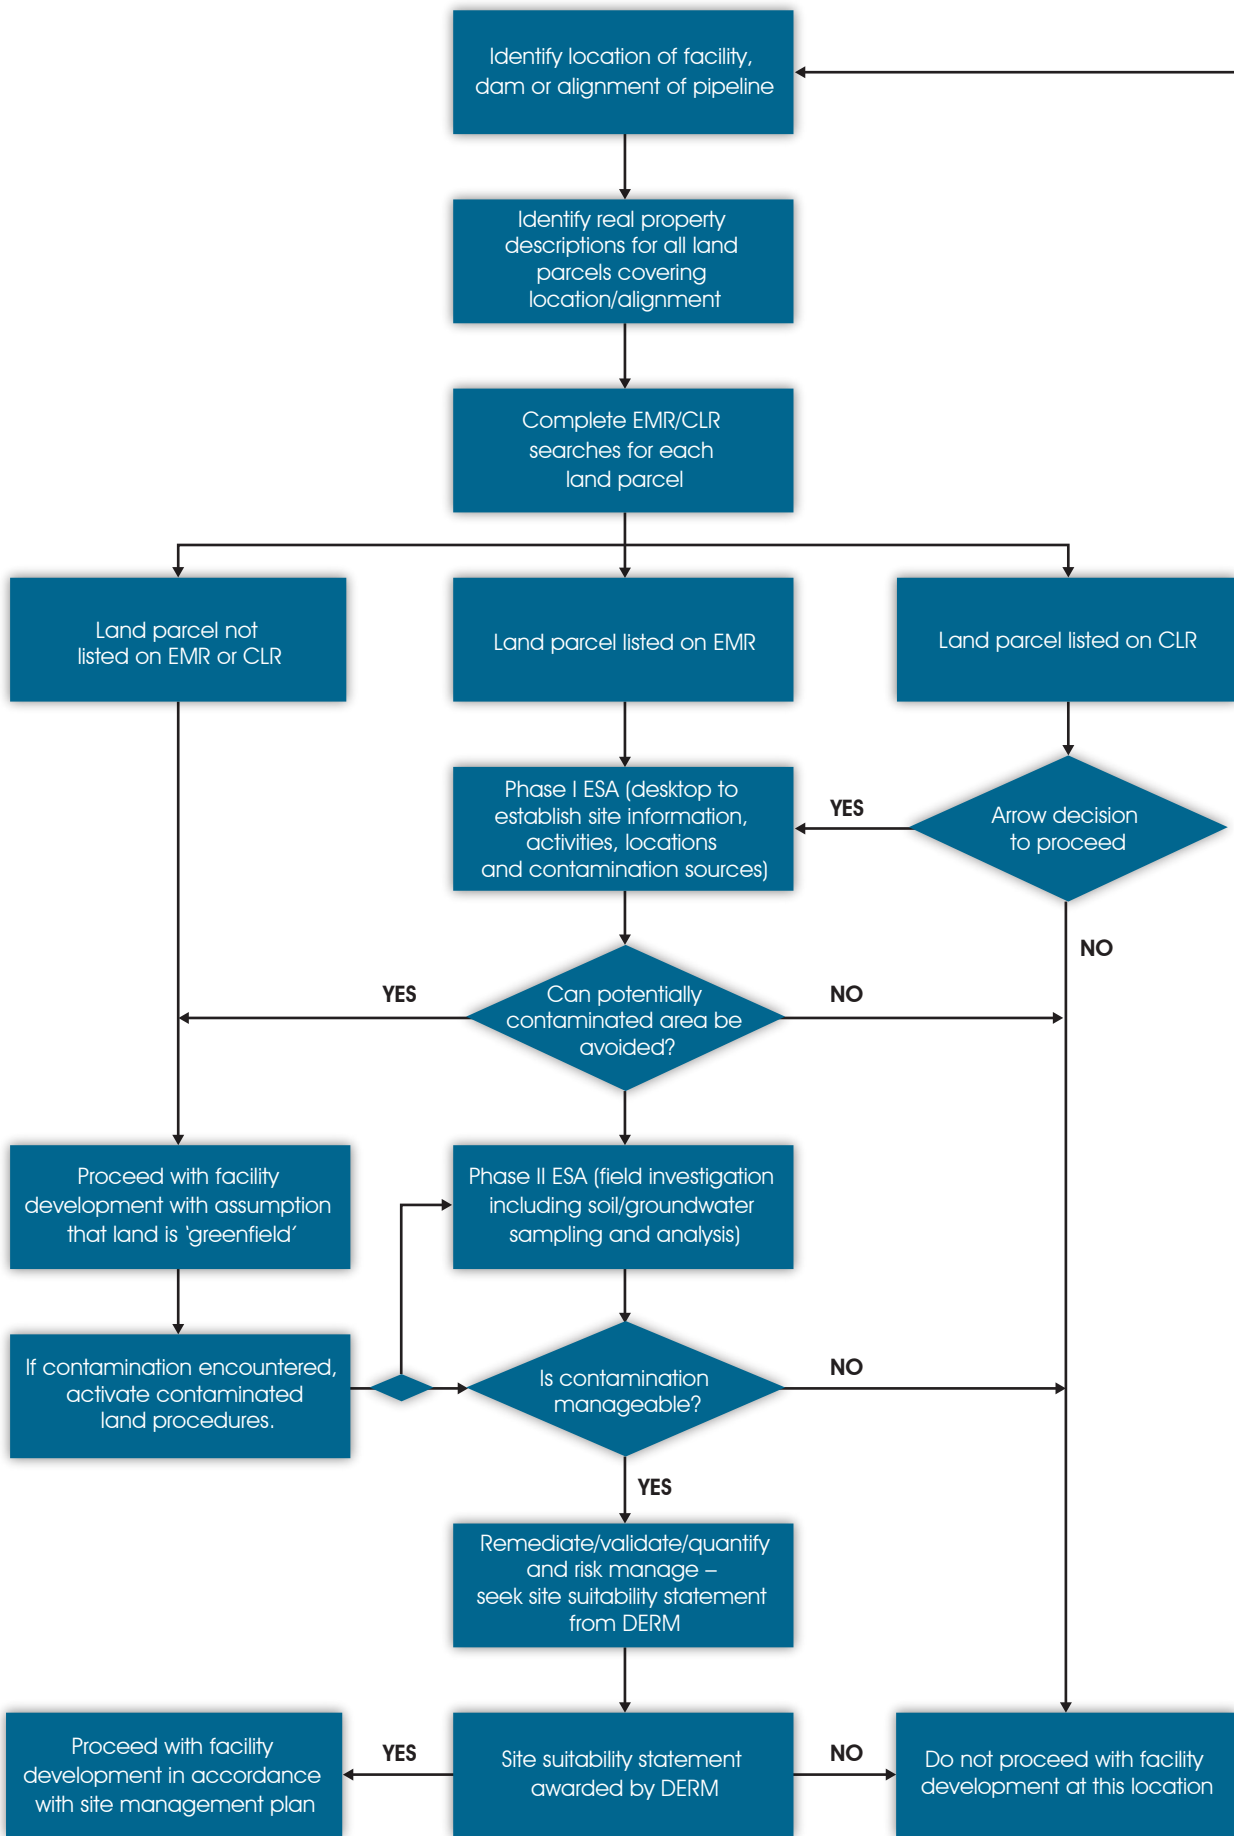 Identify location of facility,
dam or alignment of pipeline
Identify real property
descriptions for all land
parcels covering
location/alignment
Complete EMR/CLR
searches for each
land parcel
Land parcel not
listed on EMR or CLR
Land parcel listed on EMR
Land parcel listed on CLR
Phase I ESA (desktop to
establish site information,
activities, locations
and contamination sources)
YES
Arrow decision
to proceed
NO
YES
Can potentially
contaminated area be
avoided?
NO
Proceed with facility
development with assumption
that land is ‘greenfield’
Phase II ESA (field investigation
including soil/groundwater
sampling and analysis)
If contamination encountered,
activate contaminated
land procedures.
Is contamination
manageable?
NO
YES
Remediate/validate/quantify
and risk manage –
seek site suitability statement
from DERM
Proceed with facility
development in accordance
with site management plan
YES
Site suitability statement
awarded by DERM
NO
Do not proceed with facility
development at this location